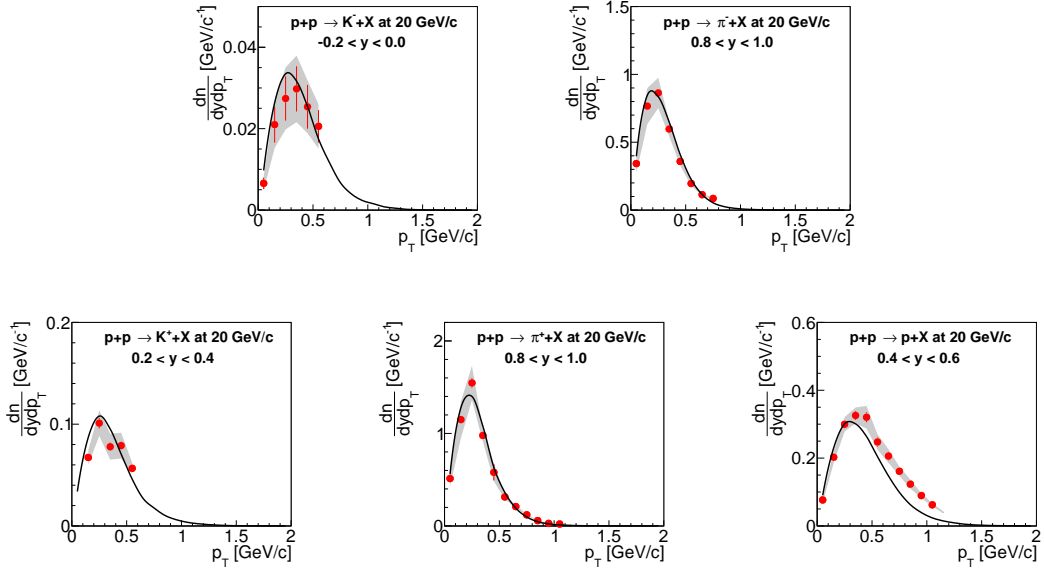 p+p → K⁻+X at 20 GeV/c
-0.2 < y < 0.0
dn/dydp_T [GeV/c⁻¹]
0.04
0.02
0
0 0.5 1 1.5 2
p_T [GeV/c]
p+p → π⁻+X at 20 GeV/c
0.8 < y < 1.0
dn/dydp_T [GeV/c⁻¹]
1.5
1
0.5
0
0 0.5 1 1.5 2
p_T [GeV/c]
p+p → K⁺+X at 20 GeV/c
0.2 < y < 0.4
dn/dydp_T [GeV/c⁻¹]
0.2
0.1
0
0 0.5 1 1.5 2
p_T [GeV/c]
p+p → π⁺+X at 20 GeV/c
0.8 < y < 1.0
dn/dydp_T [GeV/c⁻¹]
2
1
0
0 0.5 1 1.5 2
p_T [GeV/c]
p+p → p+X at 20 GeV/c
0.4 < y < 0.6
dn/dydp_T [GeV/c⁻¹]
0.6
0.4
0.2
0
0 0.5 1 1.5 2
p_T [GeV/c]